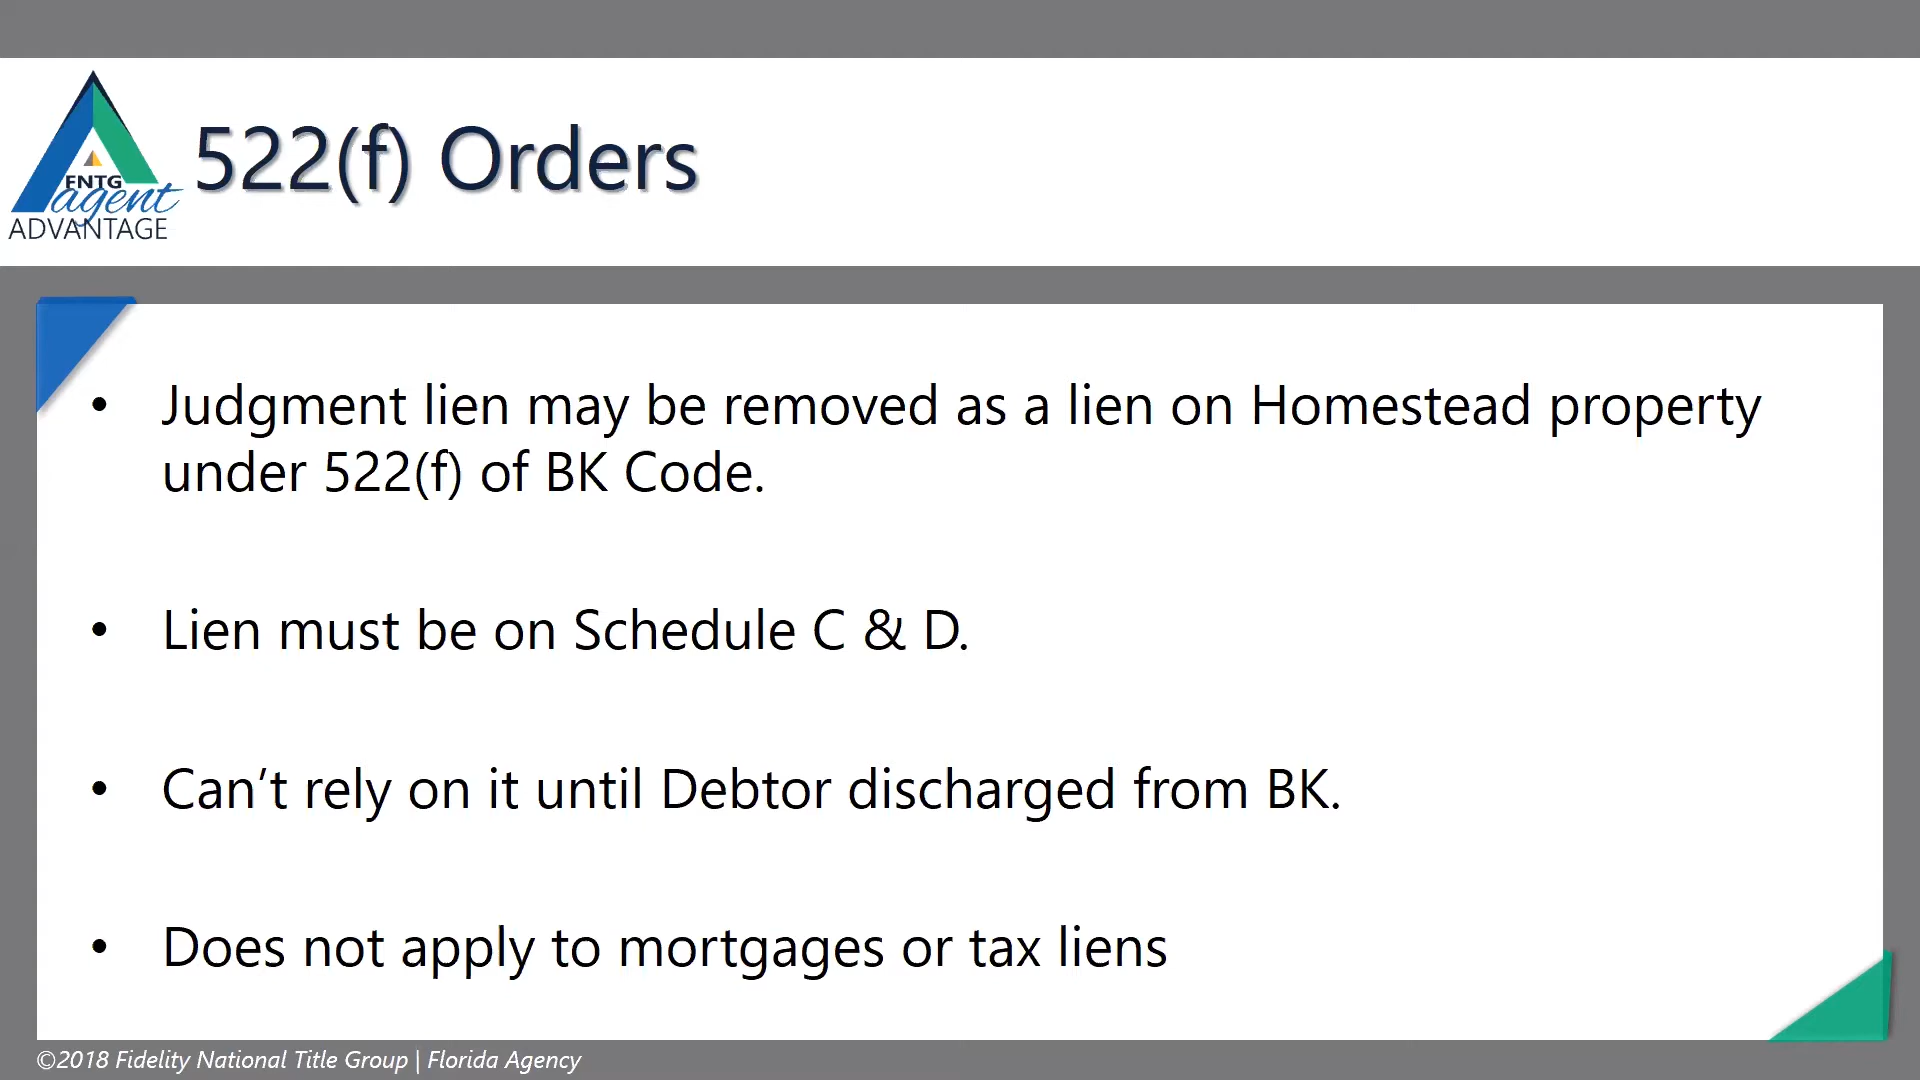 FNTG
agent
ADVANTAGE
522(f) Orders
• Judgment lien may be removed as a lien on Homestead property
under 522(f) of BK Code.
• Lien must be on Schedule C & D.
• Can’t rely on it until Debtor discharged from BK.
• Does not apply to mortgages or tax liens
©2018 Fidelity National Title Group | Florida Agency